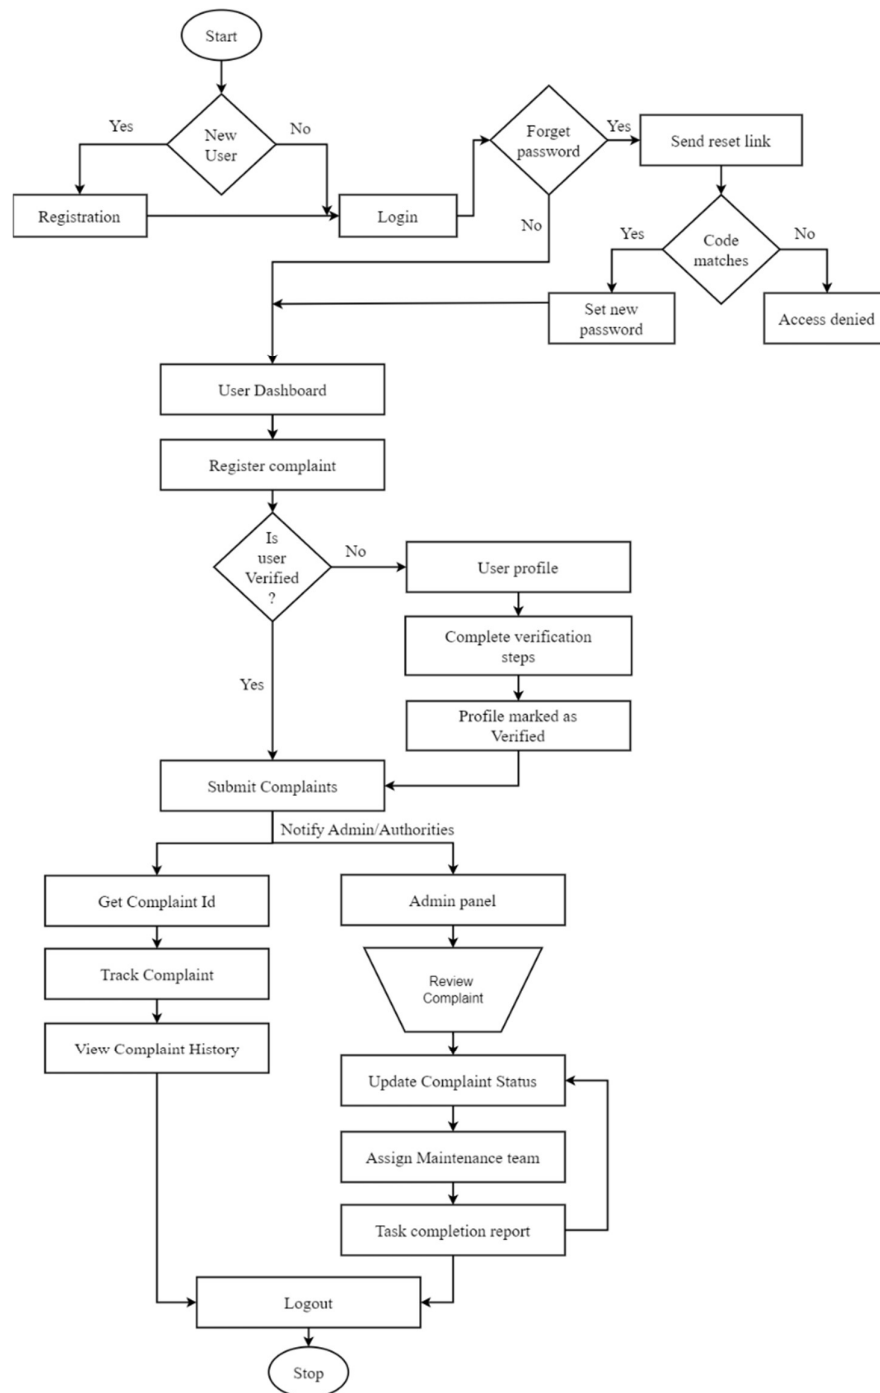 Start
Yes
New
User
No
Forget
password
Yes
Send reset link
Registration
Login
No
Yes
Code
matches
No
Set new
password
Access denied
User Dashboard
Register complaint
Is
user
Verified
?
No
User profile
Complete verification
steps
Yes
Profile marked as
Verified
Submit Complaints
Notify Admin/Authorities
Get Complaint Id
Admin panel
Track Complaint
Review
Complaint
View Complaint History
Update Complaint Status
Assign Maintenance team
Task completion report
Logout
Stop